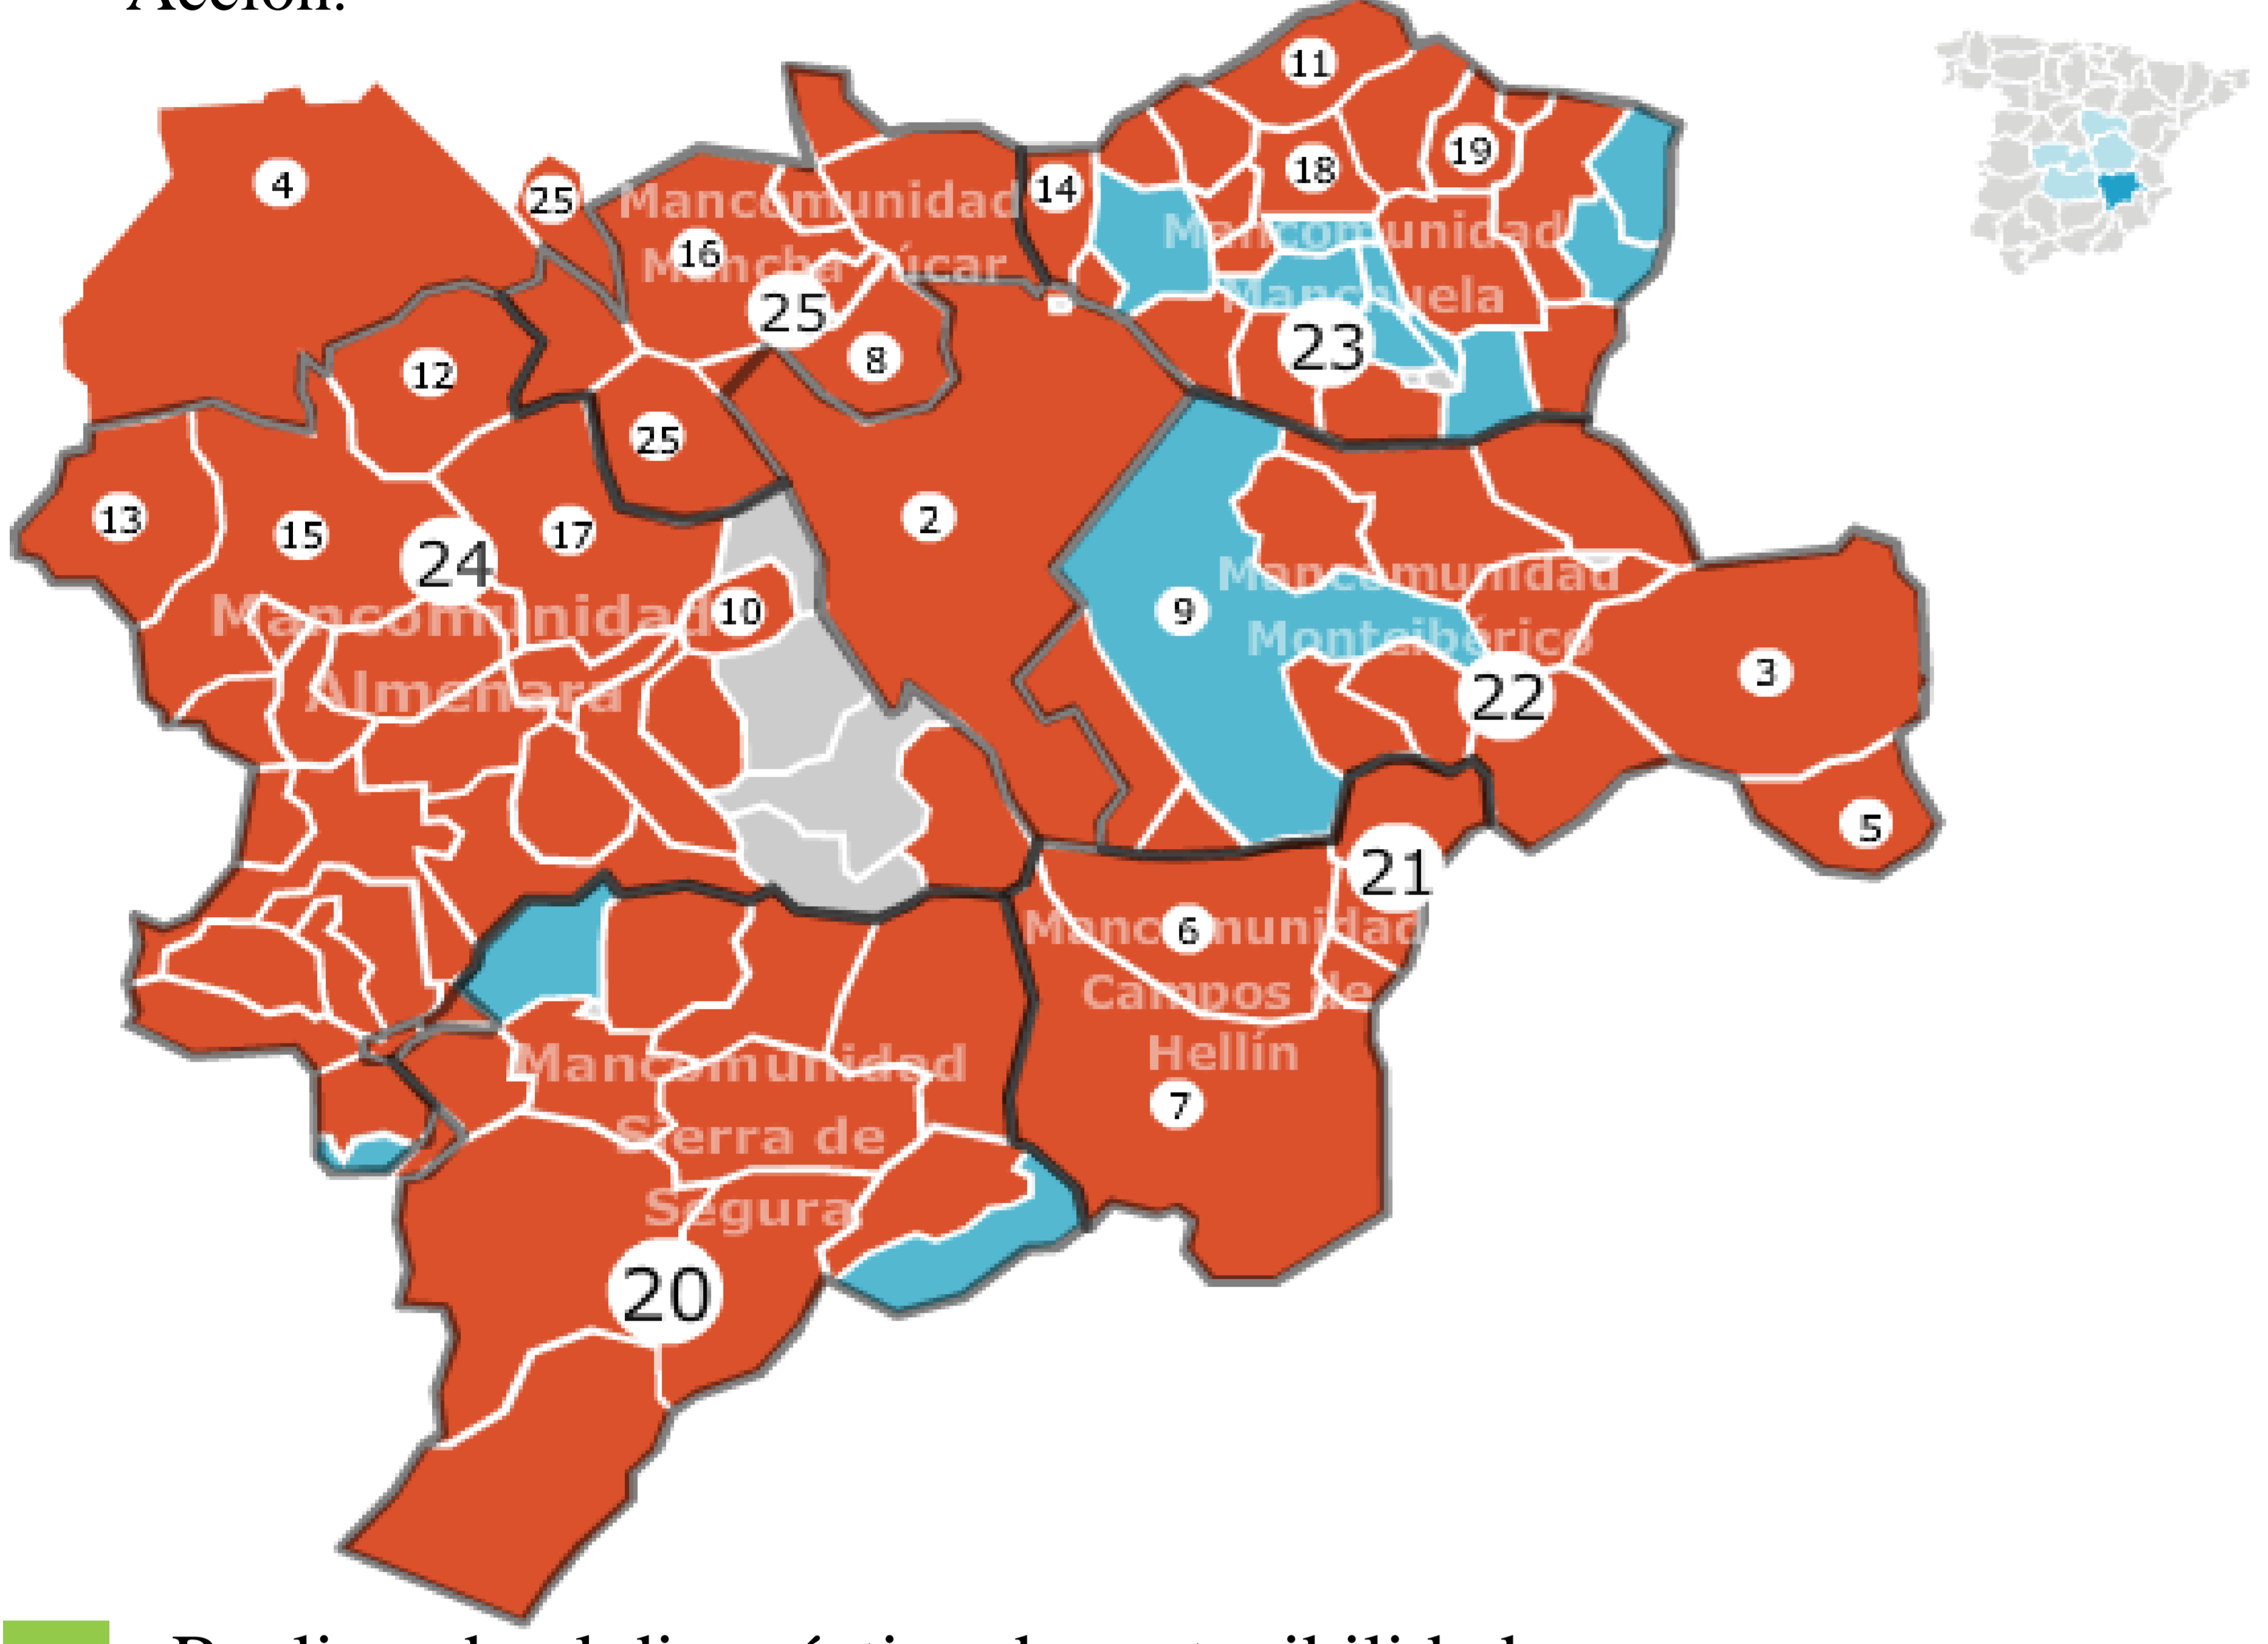 Acción.
11
4
19
18
25
14
Mancomunidad
Mancomunidad
16
Mancha Júcar
Manchuela
25
23
8
12
25
13
2
15
17
24
Mancomunidad
9
10
Mancomunidad
Monteibérico
3
22
Almenara
5
21
6
Mancomunidad
Campos de
Hellín
Mancomunidad
7
Sierra de
Segura
20